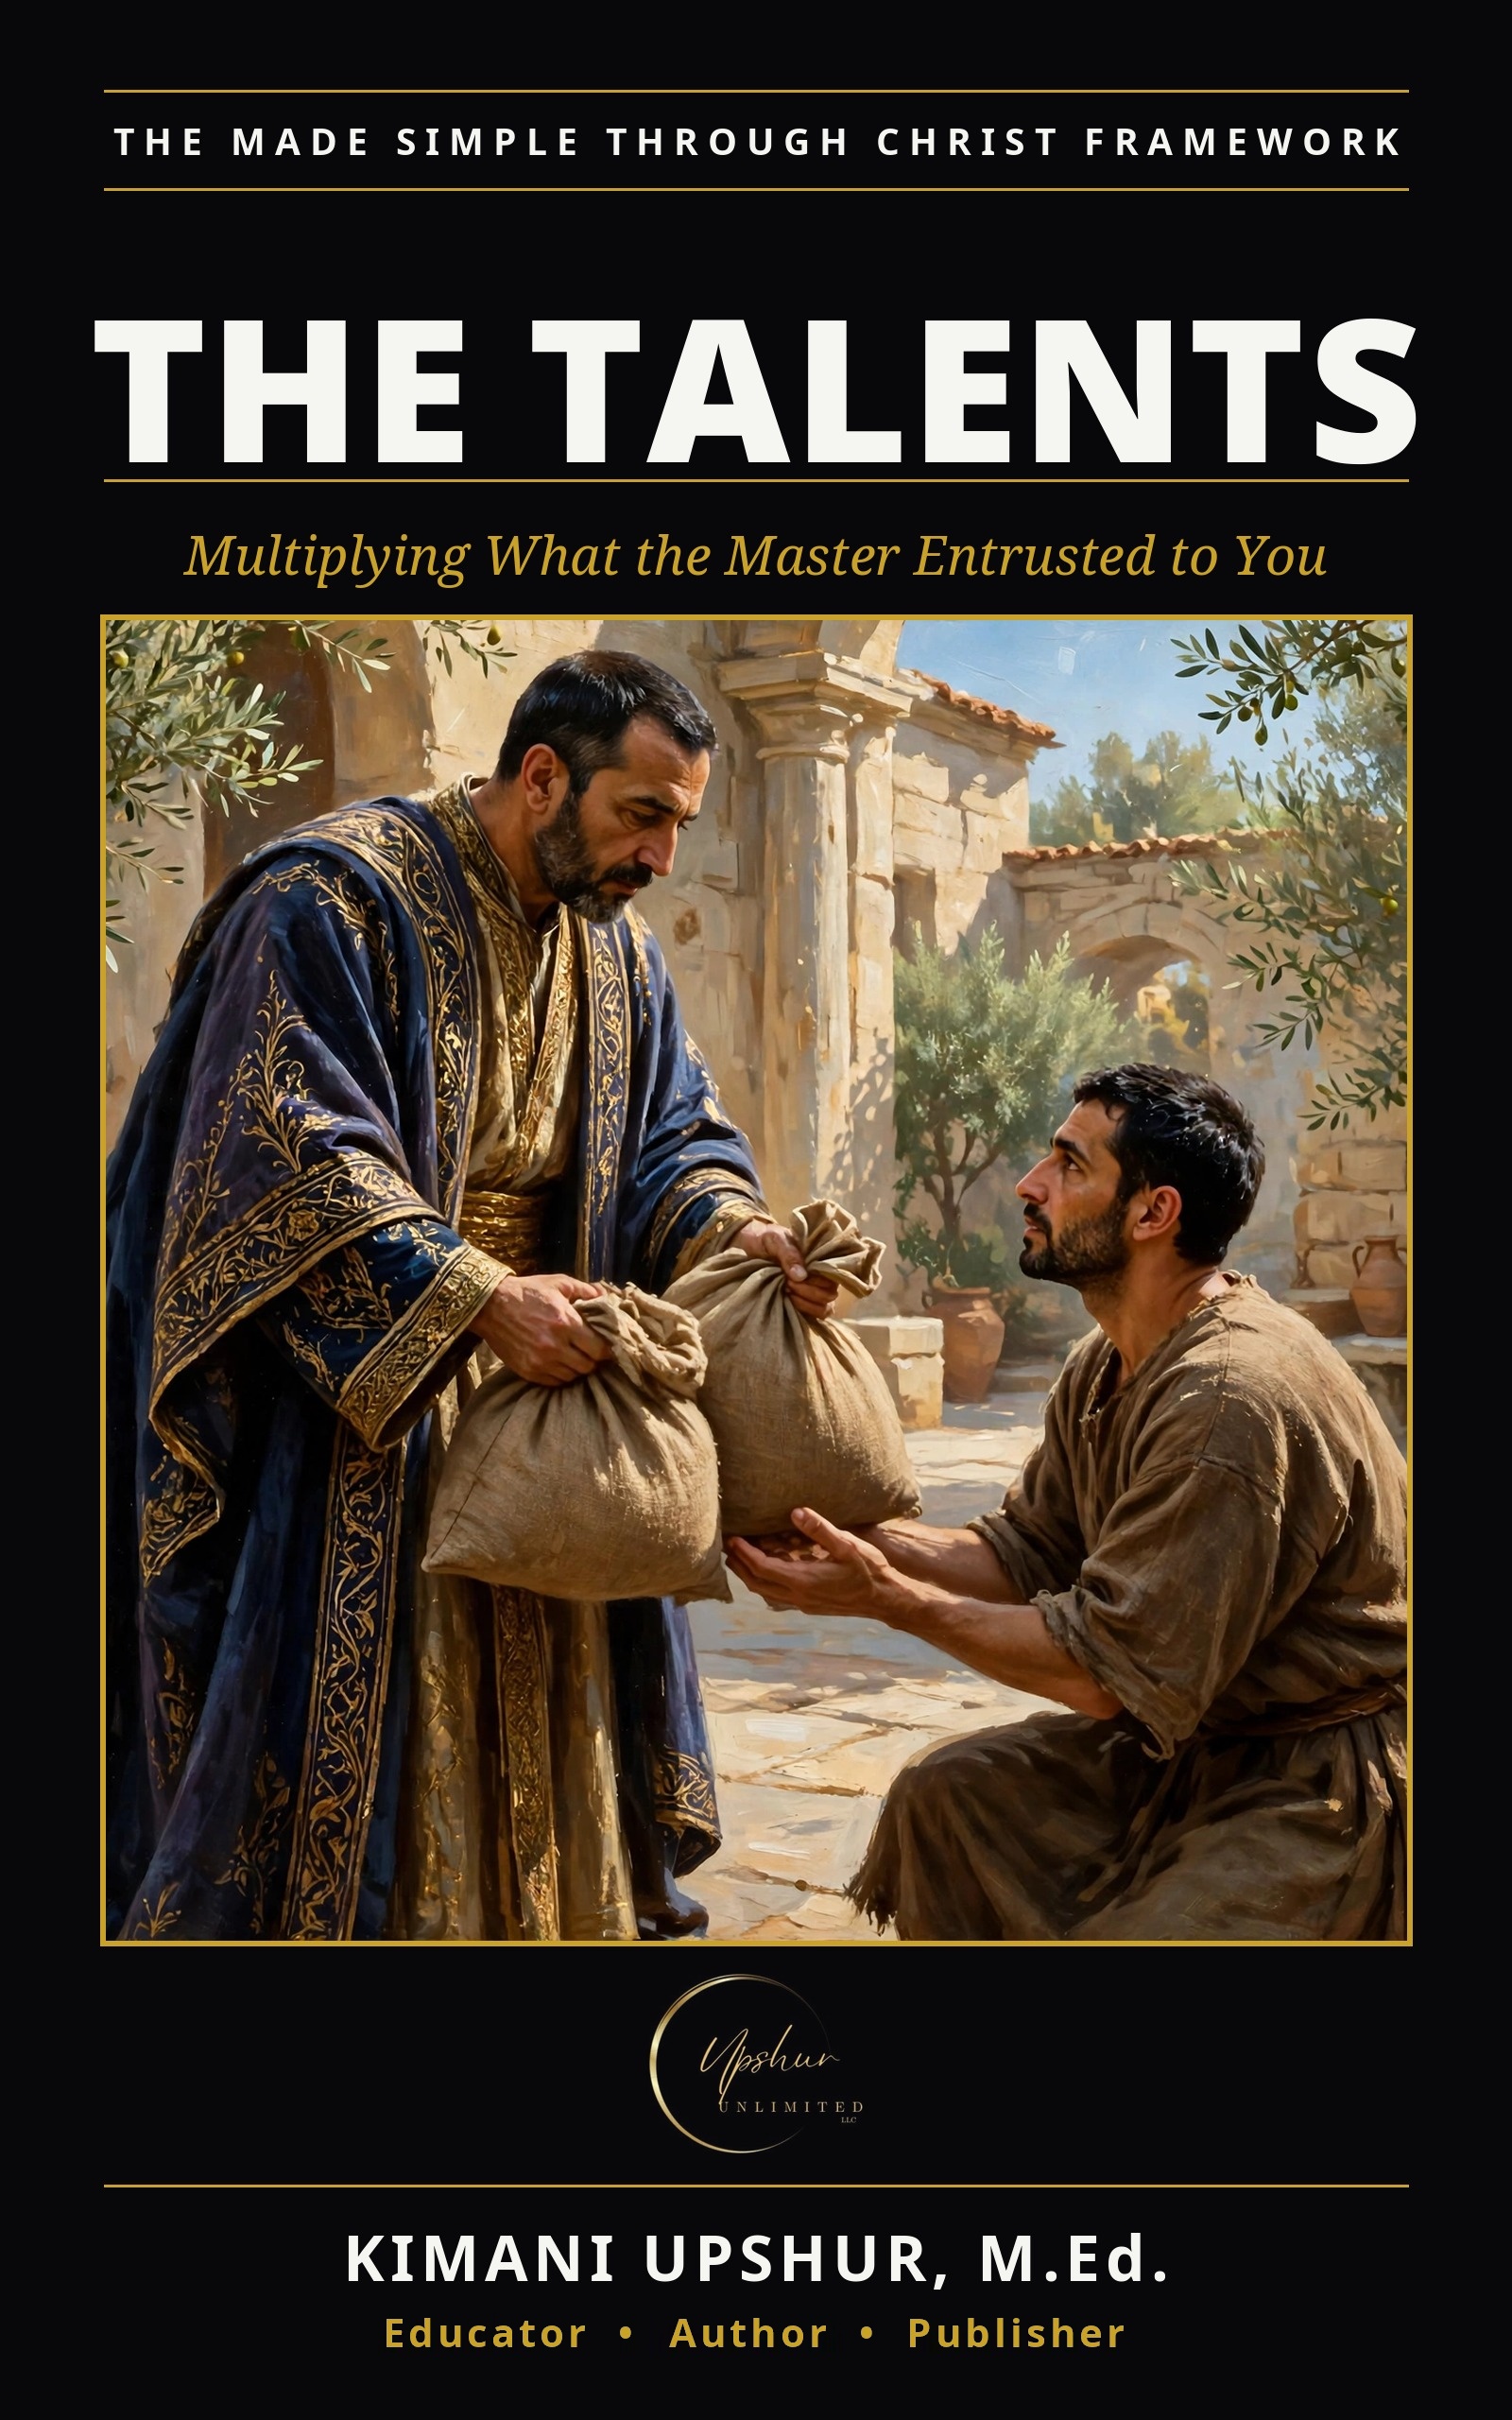 THE MADE SIMPLE THROUGH CHRIST FRAMEWORK
THE TALENTS
Multiplying What the Master Entrusted to You
Upshur
UNLIMITED
LLC
KIMANI UPSHUR, M.Ed.
Educator • Author • Publisher